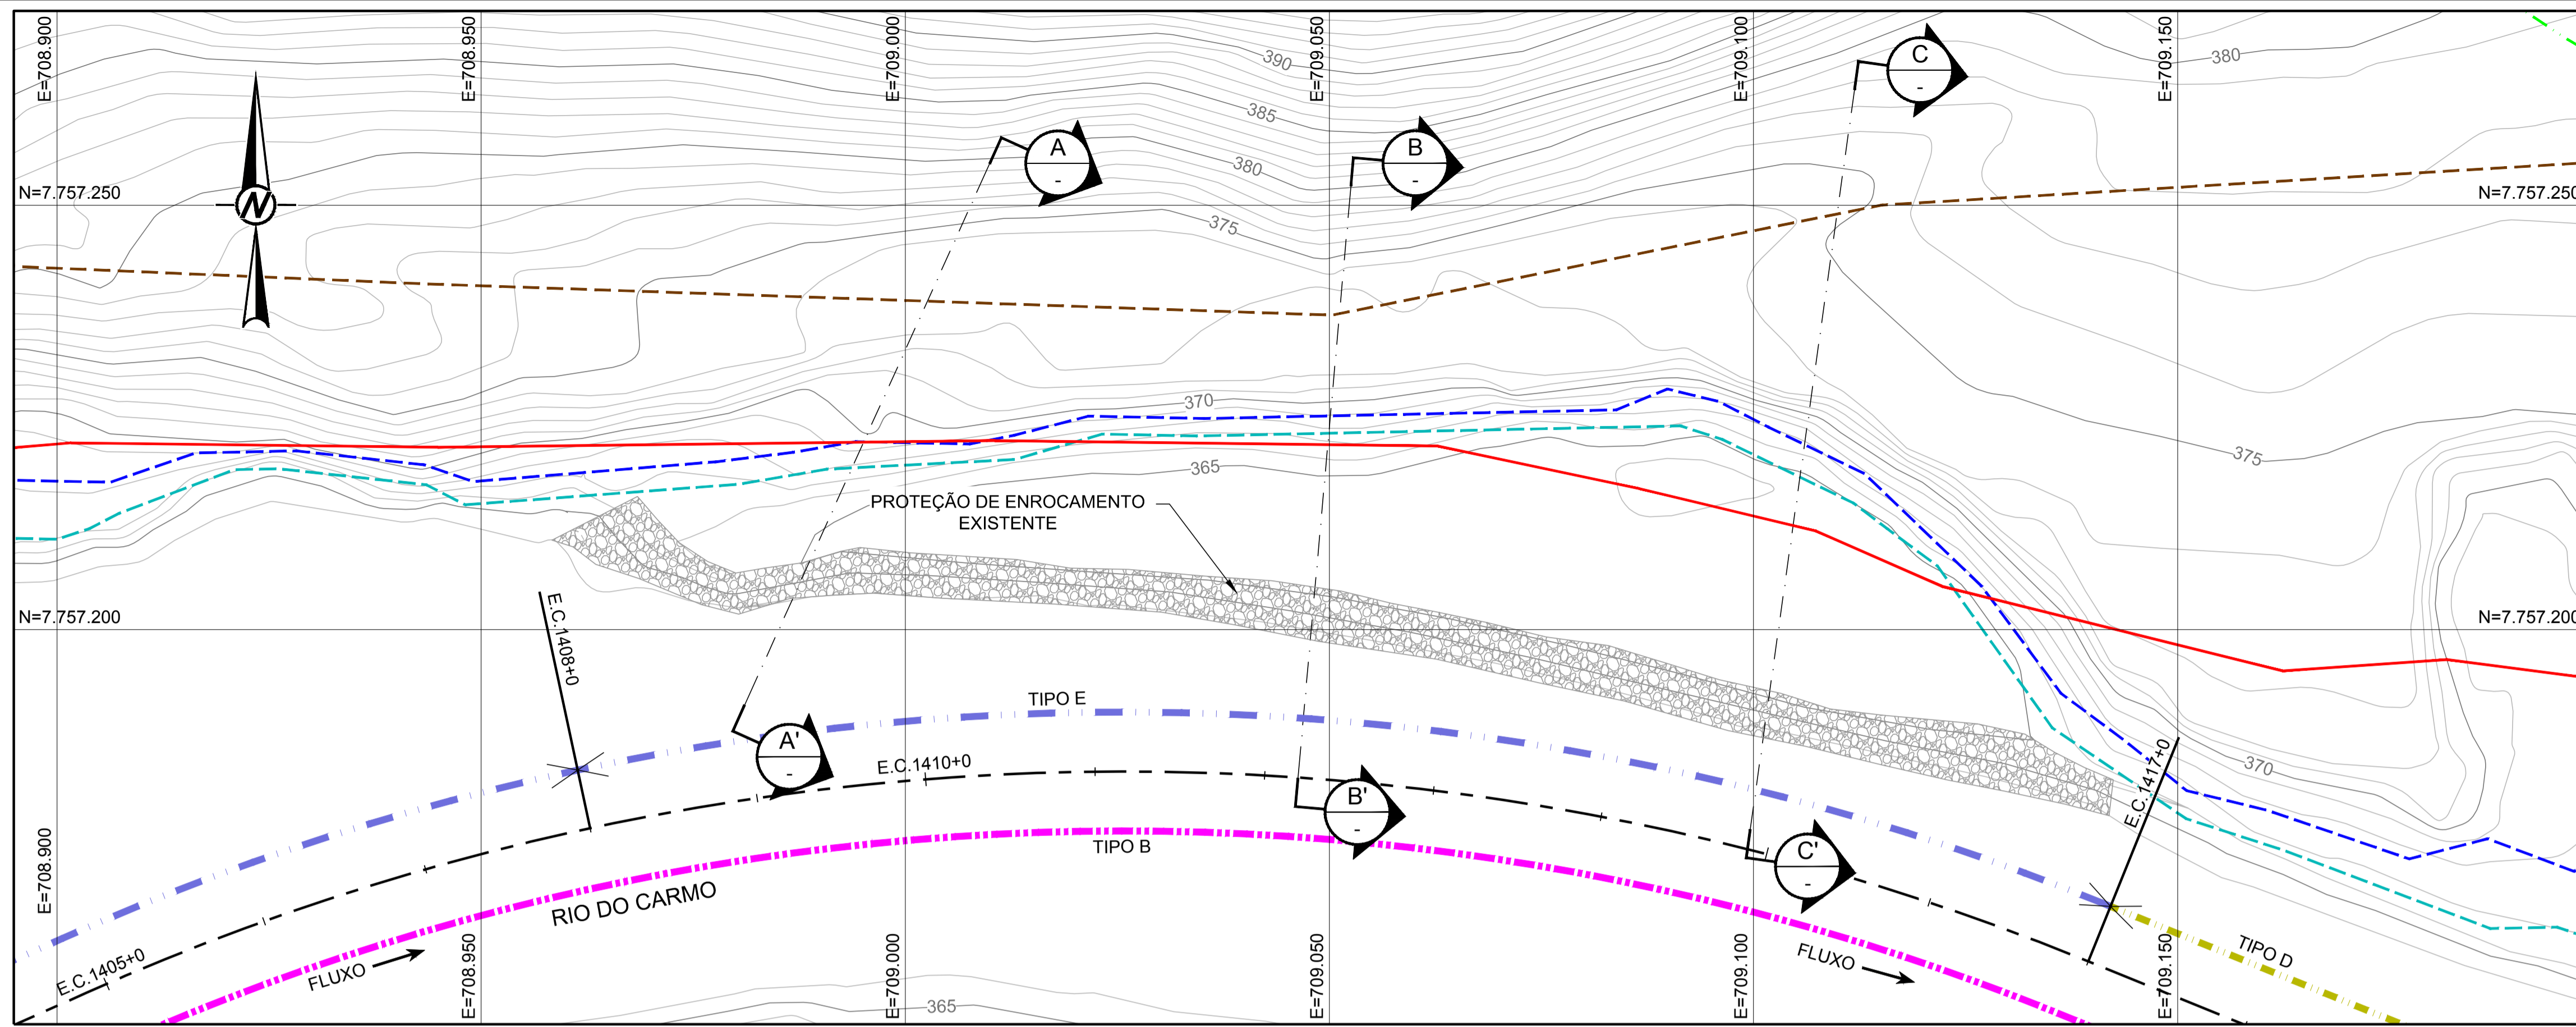 E=708.900
E=708.950
E=709.000
E=709.050
E=709.100
E=709.150
390
385
380
375
380
A
-
B
-
C
-
N=7.757.250
N=7.757.250
N
370
365
375
PROTEÇÃO DE ENROCAMENTO
EXISTENTE
N=7.757.200
N=7.757.200
E.C.1408+0
TIPO E
A'
-
E.C.1410+0
B'
-
C'
-
E.C.1417+0
370
TIPO B
RIO DO CARMO
FLUXO
FLUXO
E.C.1405+0
TIPO D
365
E=708.900
E=708.950
E=709.000
E=709.050
E=709.100
E=709.150